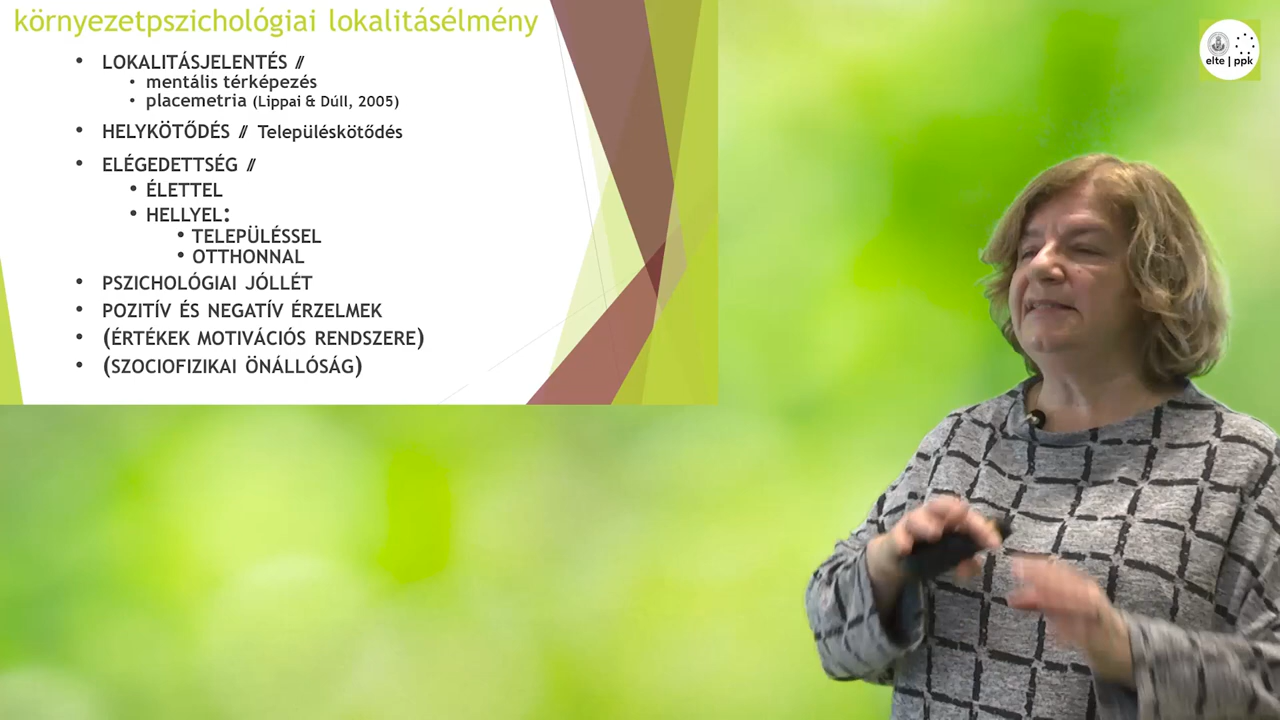 környezetpszichológiai lokalitásélmény
• LOKALITÁSJELENTÉS //
• mentális térképezés
• placemetria (Lippai & Dúll, 2005)
• HELYKÖTŐDÉS // Településkötődés
• ELÉGEDETTSÉG //
• ÉLETTEL
• HELLYEL:
• TELEPÜLÉSSEL
• OTTHONNAL
• PSZICHOLÓGIAI JÓLLÉT
• POZITÍV ÉS NEGATÍV ÉRZELMEK
• (ÉRTÉKEK MOTIVÁCIÓS RENDSZERE)
• (SZOCIOFIZIKAI ÖNÁLLÓSÁG)
elte | ppk